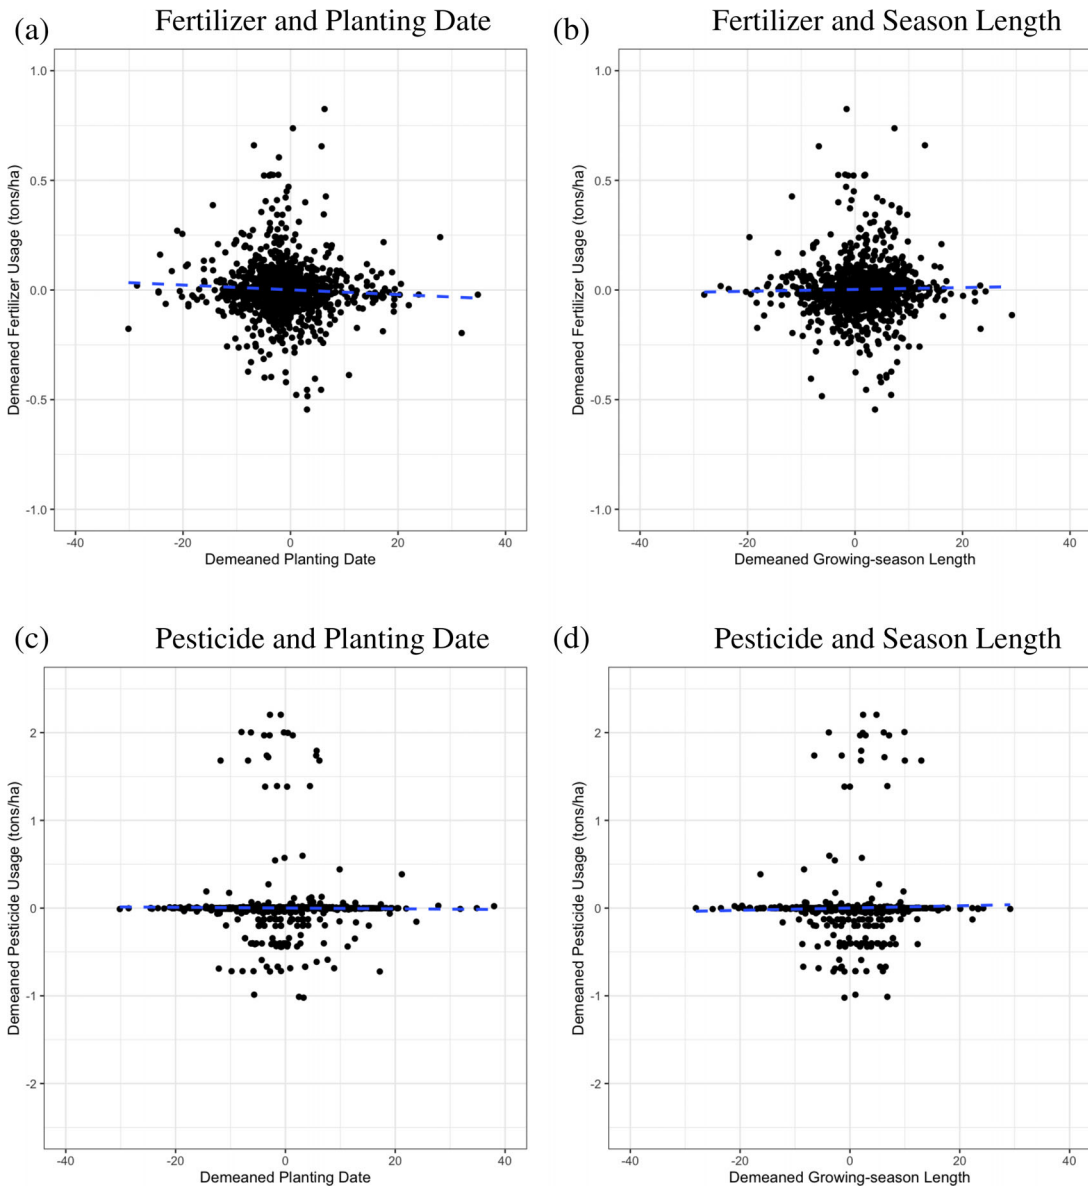 (a) Fertilizer and Planting Date
(b) Fertilizer and Season Length
1.0
0.5
0.0
-0.5
-1.0
Demeaned Fertilizer Usage (tons/ha)
-40 -20 0 20 40
Demeaned Planting Date
1.0
0.5
0.0
-0.5
-1.0
Demeaned Fertilizer Usage (tons/ha)
-40 -20 0 20 40
Demeaned Growing-season Length
(c) Pesticide and Planting Date
(d) Pesticide and Season Length
2
1
0
-1
-2
Demeaned Pesticide Usage (tons/ha)
-40 -20 0 20 40
Demeaned Planting Date
2
1
0
-1
-2
Demeaned Pesticide Usage (tons/ha)
-40 -20 0 20 40
Demeaned Growing-season Length